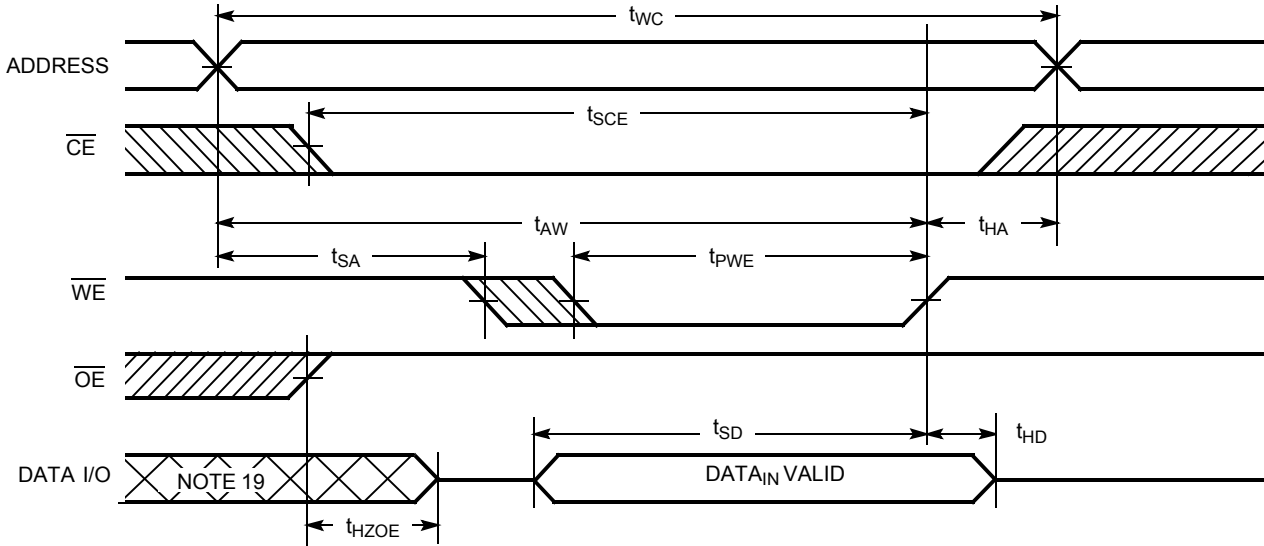 tWC
ADDRESS
tSCE
CE
tAW
tHA
tSA
tPWE
WE
OE
tSD
tHD
DATA I/O
NOTE 19
DATAIN VALID
tHZOE